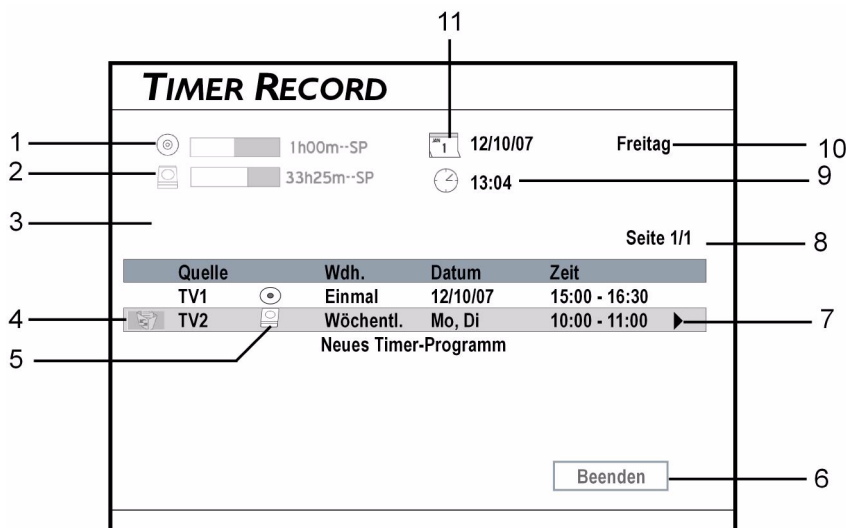 11
TIMER RECORD
1 1h00m--SP JAN 1 12/10/07 Freitag 10
2 33h25m--SP 13:04 9
3
Seite 1/1 8
Quelle Wdh. Datum Zeit
TV1 Einmal 12/10/07 15:00 - 16:30
4 TV2 Wöchentl. Mo, Di 10:00 - 11:00 7
5 Neues Timer-Programm
Beenden 6